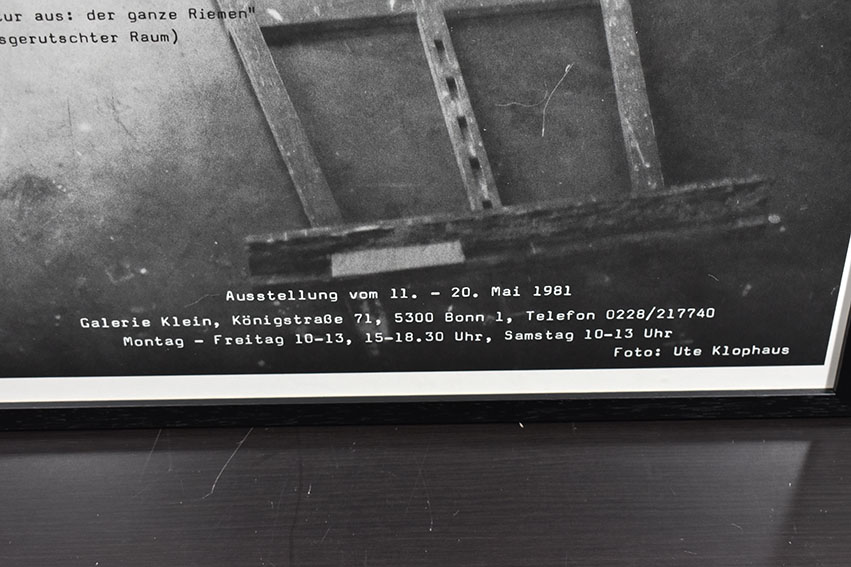 ur aus: der ganze Riemen"
sgerutschter Raum)
Ausstellung vom 11. - 20. Mai 1981
Galerie Klein, Königstraße 71, 5300 Bonn 1, Telefon 0228/217740
Montag - Freitag 10-13, 15-18.30 Uhr, Samstag 10-13 Uhr
Foto: Ute Klophaus